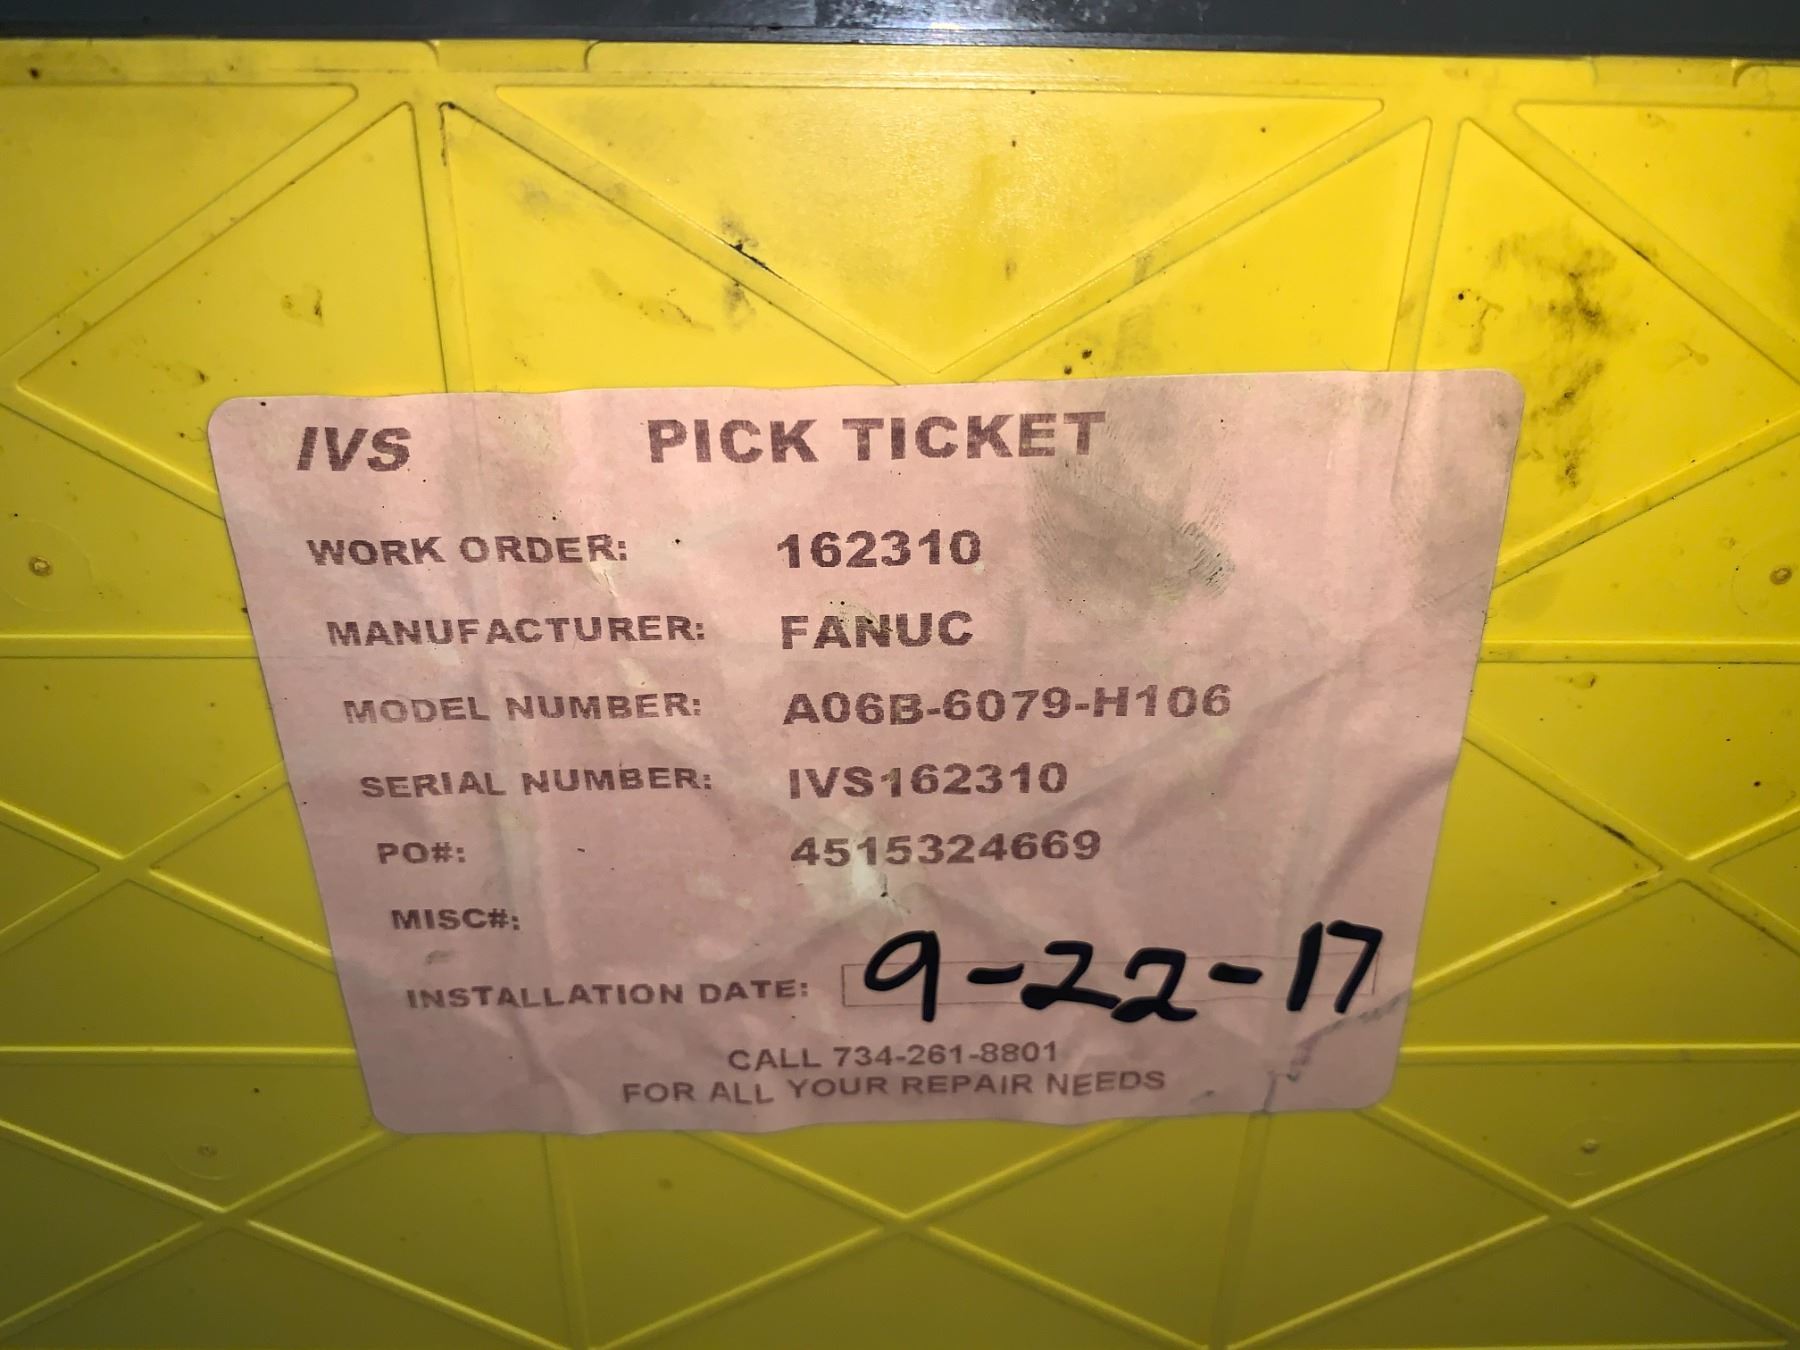 IVS PICK TICKET
WORK ORDER: 162310
MANUFACTURER: FANUC
MODEL NUMBER: A06B-6079-H106
SERIAL NUMBER: IVS162310
PO#: 4515324669
MISC#:
INSTALLATION DATE: 9-22-17
CALL 734-261-8801
FOR ALL YOUR REPAIR NEEDS